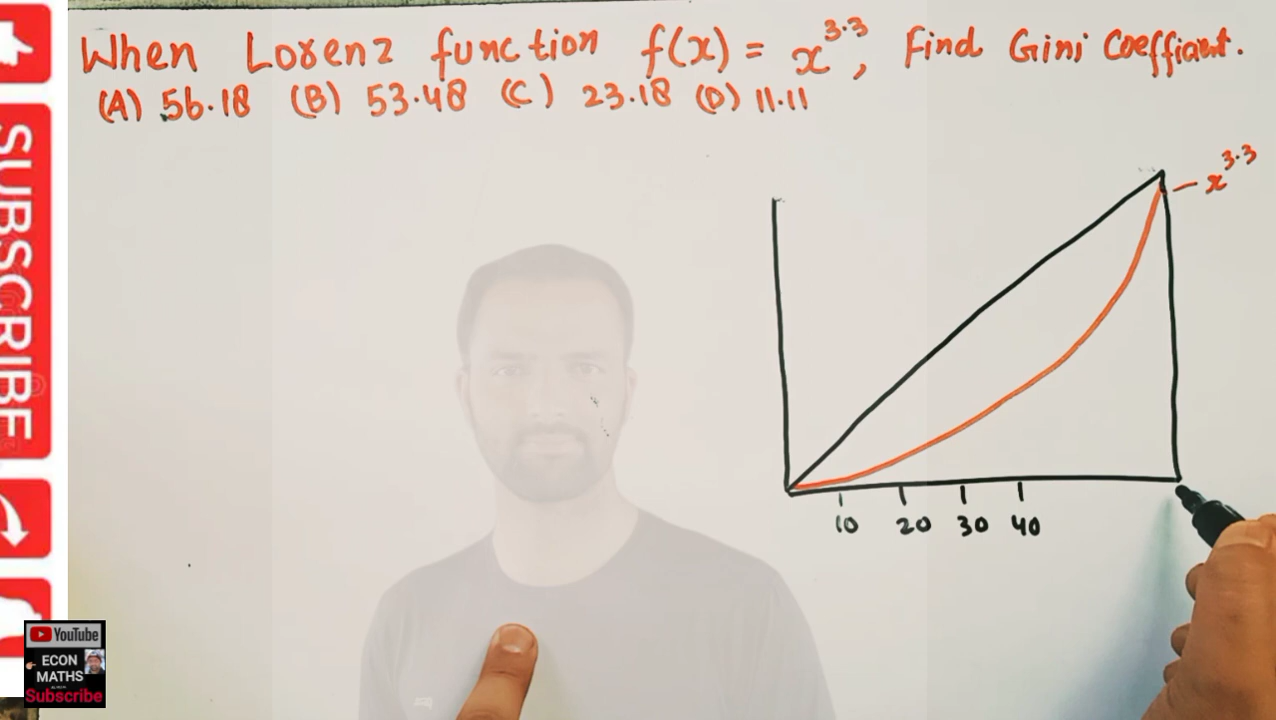 When Lorenz function f(x) = x^3.3, Find Gini Coefficient.
(A) 56.18 (B) 53.48 (C) 23.18 (D) 11.11
x^3.3
10 20 30 40
SUBSCRIBE
YouTube
ECON
MATHS
Subscribe